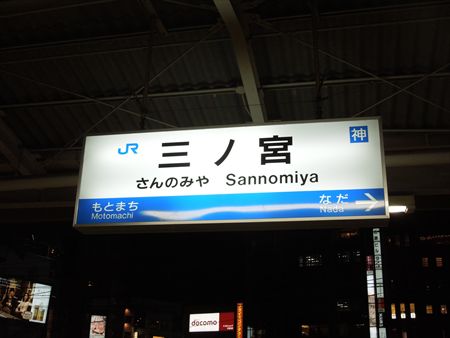 JR
神
三ノ宮
さんのみや Sannomiya
もとまち
Motomachi
なだ
Nada
döcomo